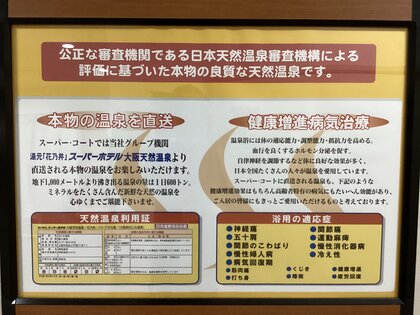 公正な審査機関である日本天然温泉審査機構による
評価に基づいた本物の良質な天然温泉です。
本物の温泉を直送
スーパー・コートでは当社グループ機関
湯元「花乃井」スーパーホテル大阪天然温泉より
直送される本物の温泉をお楽しみいただけます。
地下1,000メートルより湧き出る温泉の量は1日600トン。
ミネラルをたくさん含んだ新鮮な天然の温泉を
心ゆくまでご堪能下さいませ。
天然温泉利用証
健康増進病気治療
温泉浴には体の適応能力・調整能力・抵抗力を高める、
血行を良くするホルモン分泌を促す、
自律神経を調節するなど体に良好な効果が多く、
日本全国たくさんの人々が温泉を愛用しています。
スーパー・コートに直送される温泉も、下記のような
健康増進効果はもちろん高齢者特有の病気にもたいへん効能があり、
ご入居の皆様にもきっとご愛用いただけるものと考えております。
浴用の適応症
●神経痛
●五十肩
●関節のこわばり
●慢性婦人病
●病気回復期
●関節痛
●運動麻痺
●慢性消化器病
●冷え性
●筋肉痛
●打ち身
●くじき
●痔疾
●健康増進
●疲労回復